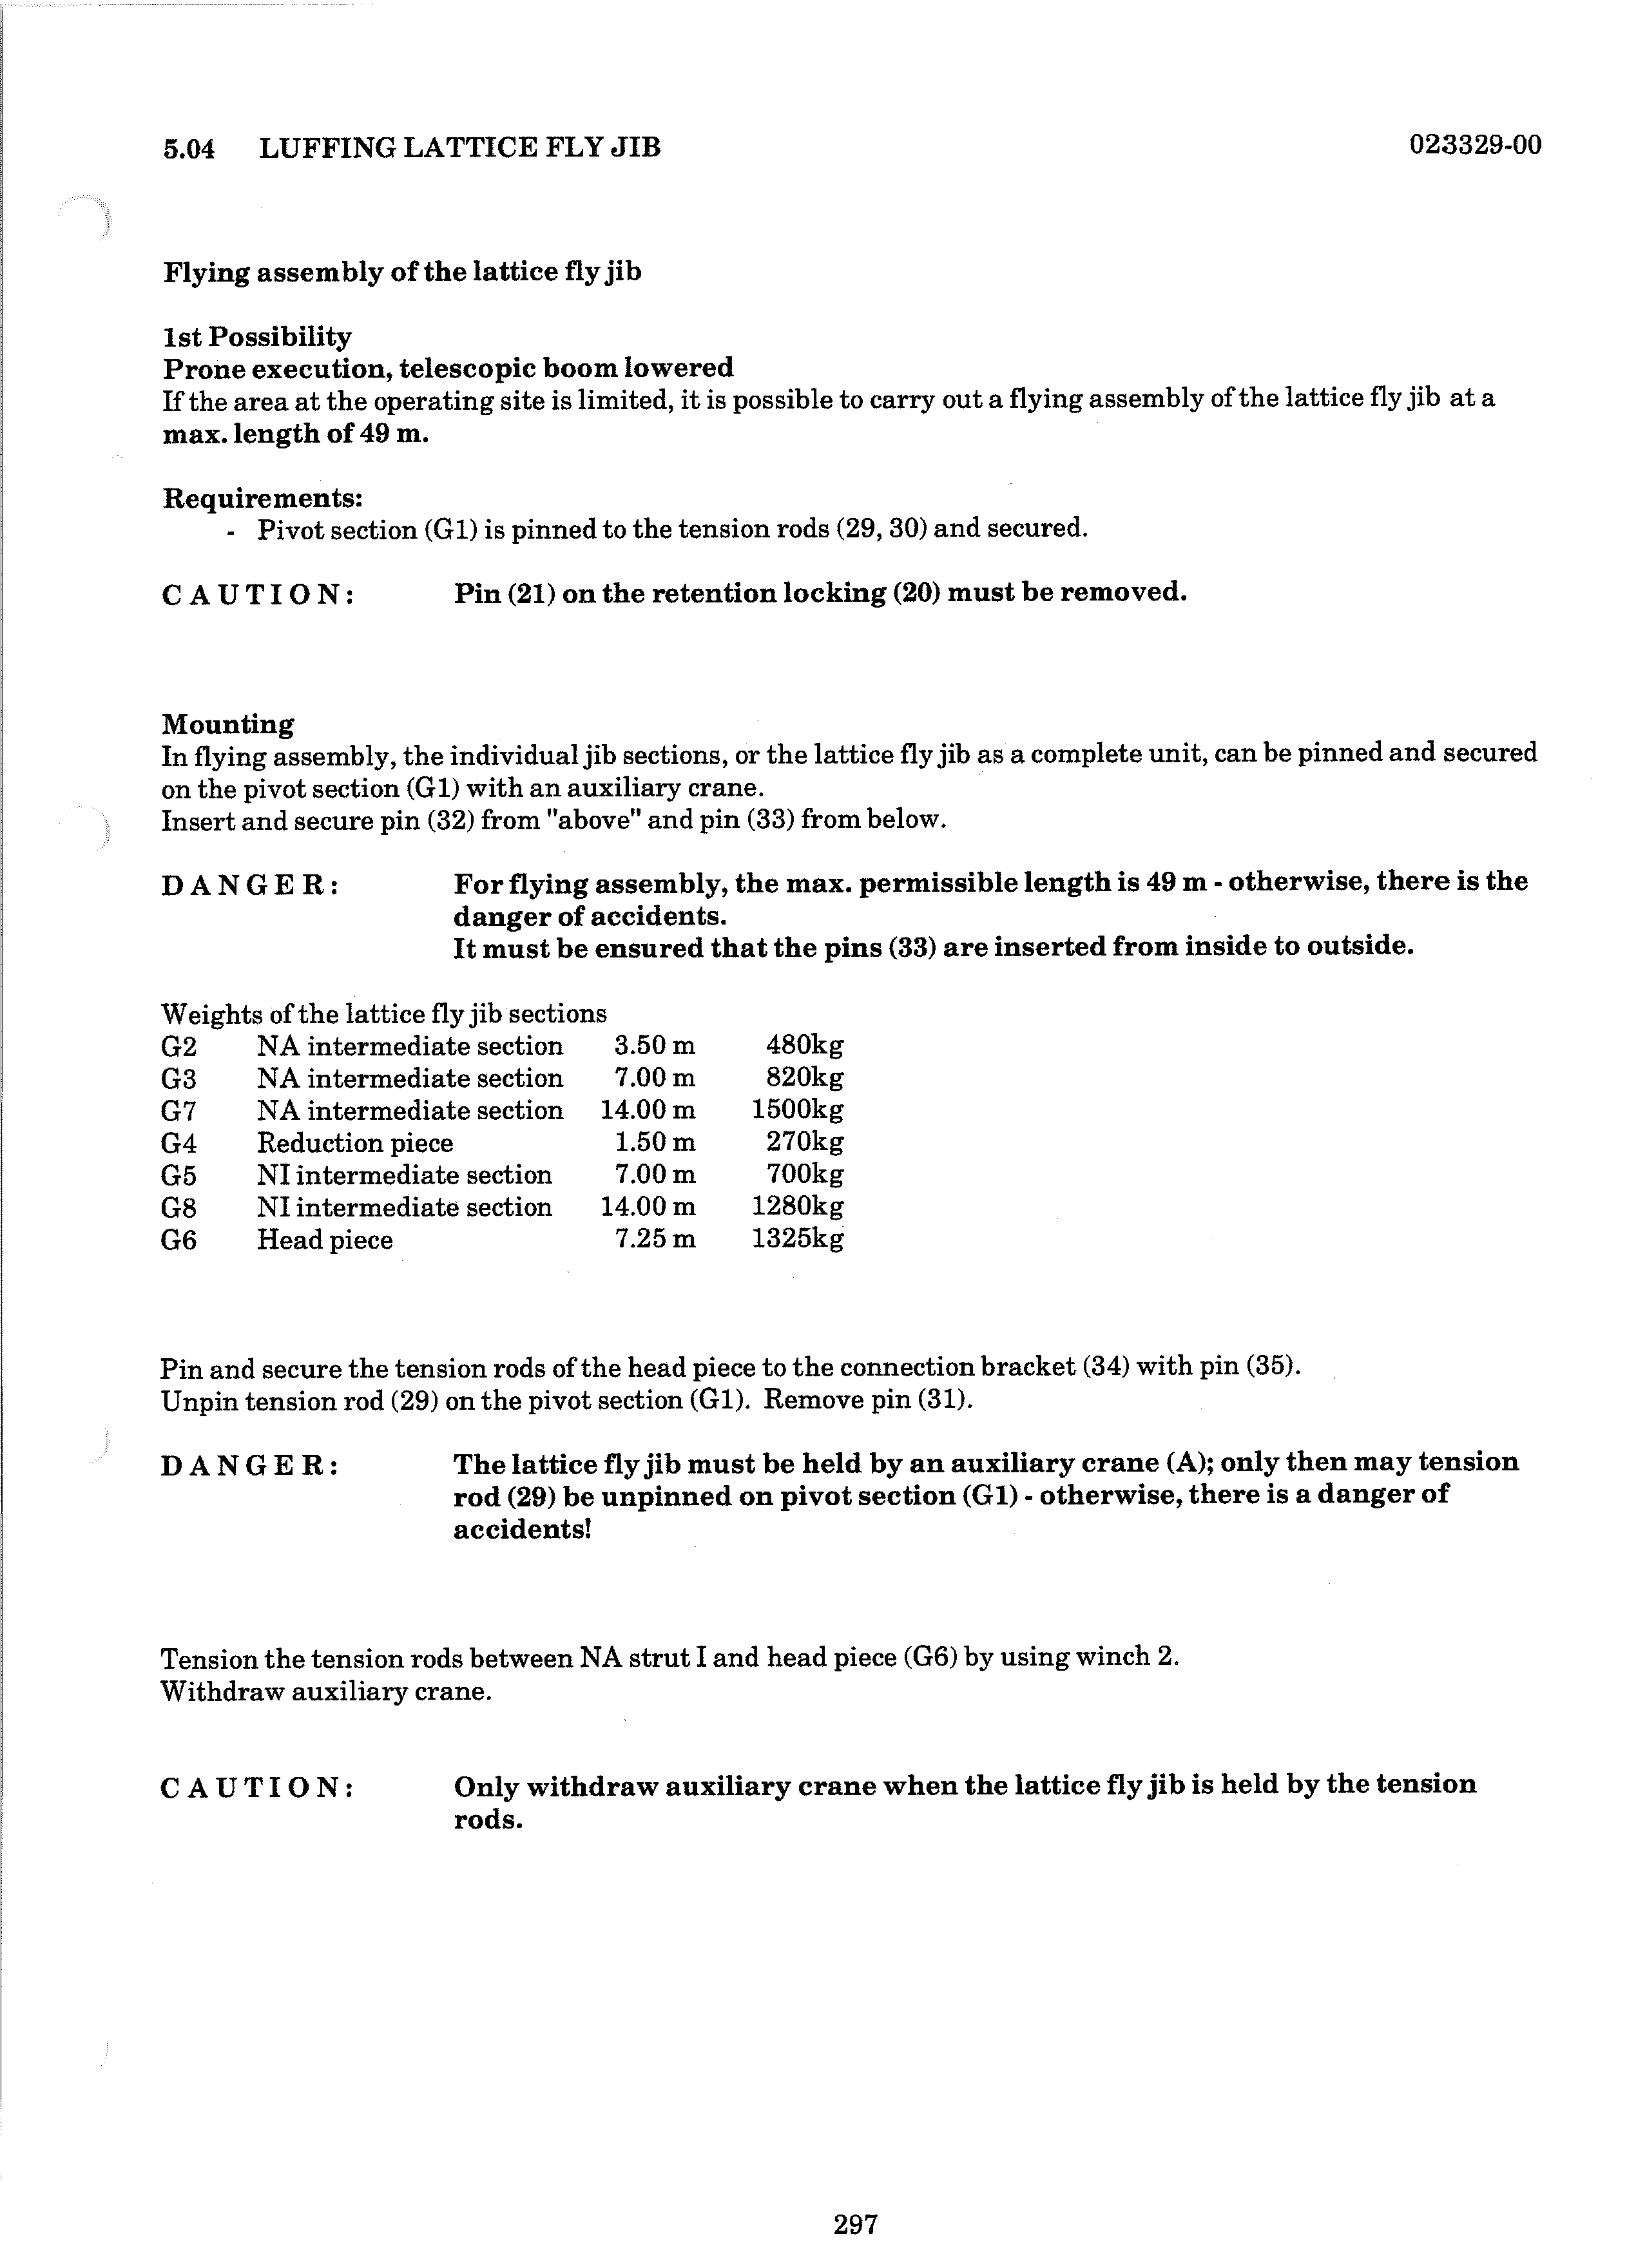 5.04 LUFFING LATTICE FLY JIB 023329-00
Flying assembly of the lattice fly jib
1st Possibility
Prone execution, telescopic boom lowered
If the area at the operating site is limited, it is possible to carry out a flying assembly of the lattice fly jib at a
max. length of 49 m.
Requirements:
- Pivot section (G1) is pinned to the tension rods (29, 30) and secured.
CAUTION: Pin (21) on the retention locking (20) must be removed.
Mounting
In flying assembly, the individual jib sections, or the lattice fly jib as a complete unit, can be pinned and secured
on the pivot section (G1) with an auxiliary crane.
Insert and secure pin (32) from "above" and pin (33) from below.
DANGER: For flying assembly, the max. permissible length is 49 m - otherwise, there is the
danger of accidents.
It must be ensured that the pins (33) are inserted from inside to outside.
Weights of the lattice fly jib sections
G2 NA intermediate section 3.50 m 480kg
G3 NA intermediate section 7.00 m 820kg
G7 NA intermediate section 14.00 m 1500kg
G4 Reduction piece 1.50 m 270kg
G5 NI intermediate section 7.00 m 700kg
G8 NI intermediate section 14.00 m 1280kg
G6 Head piece 7.25 m 1325kg
Pin and secure the tension rods of the head piece to the connection bracket (34) with pin (35).
Unpin tension rod (29) on the pivot section (G1). Remove pin (31).
DANGER: The lattice fly jib must be held by an auxiliary crane (A); only then may tension
rod (29) be unpinned on pivot section (G1) - otherwise, there is a danger of
accidents!
Tension the tension rods between NA strut I and head piece (G6) by using winch 2.
Withdraw auxiliary crane.
CAUTION: Only withdraw auxiliary crane when the lattice fly jib is held by the tension
rods.
297